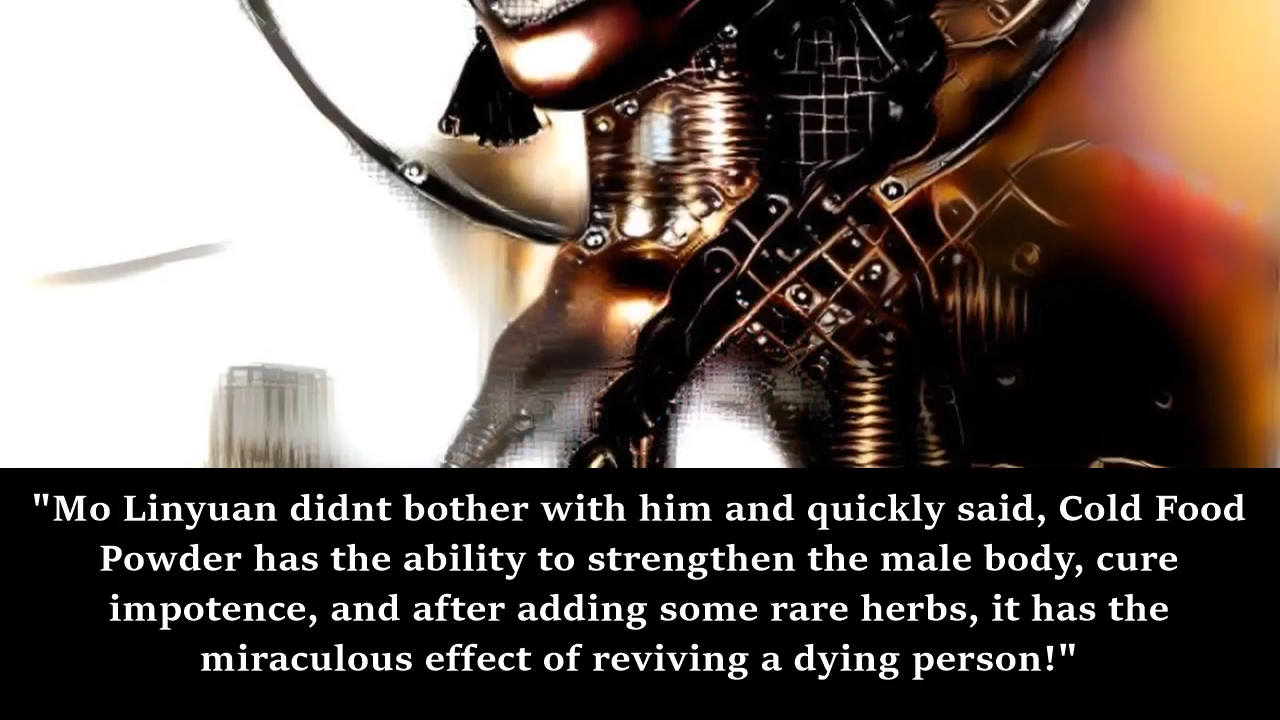 "Mo Linyuan didnt bother with him and quickly said, Cold Food
Powder has the ability to strengthen the male body, cure
impotence, and after adding some rare herbs, it has the
miraculous effect of reviving a dying person!"